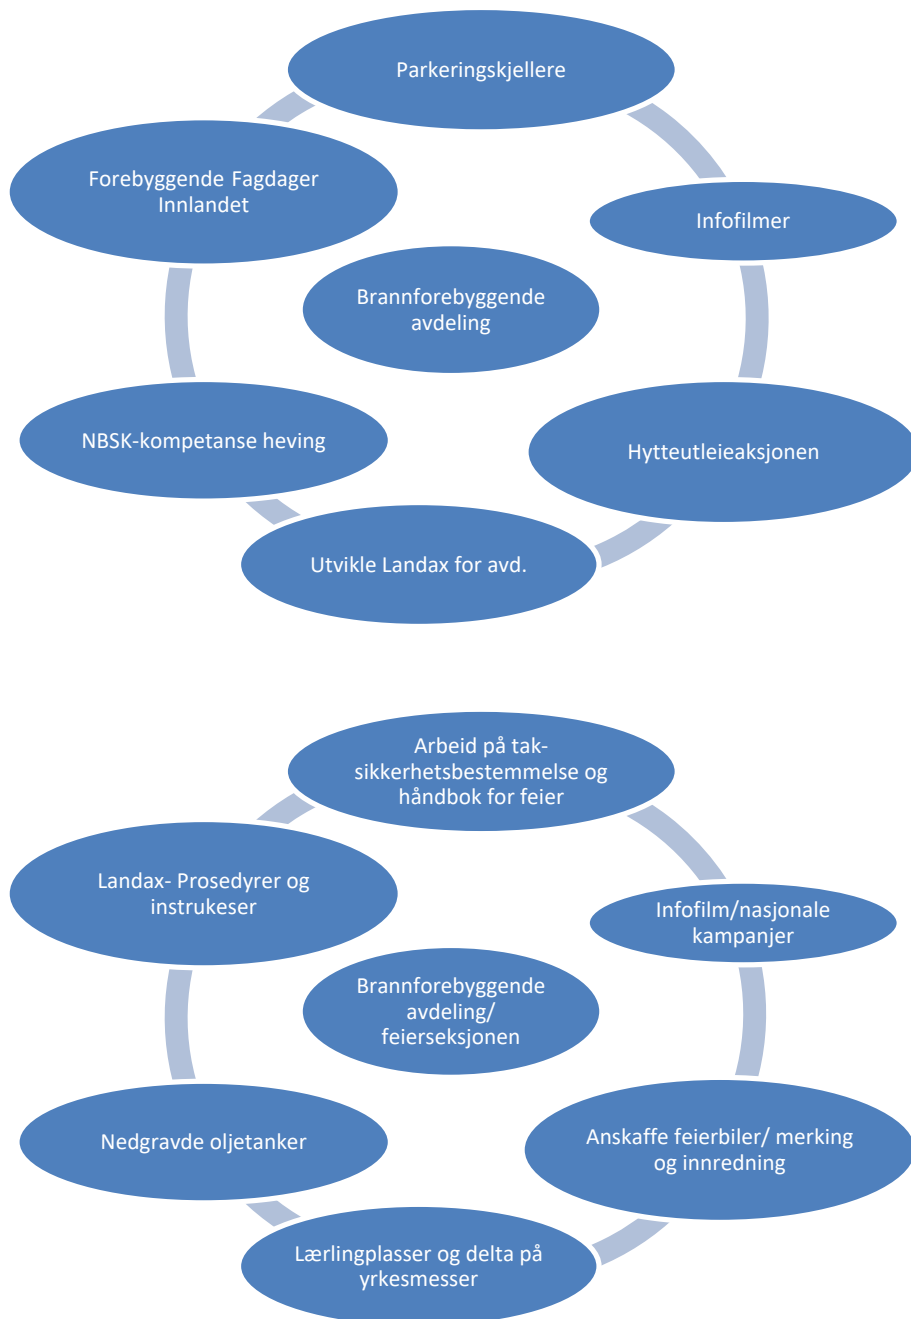 Parkeringskjellere
Forebyggende Fagdager
Innlandet
Infofilmer
Brannforebyggende
avdeling
NBSK-kompetanse heving
Hytteutleieaksjonen
Utvikle Landax for avd.
Arbeid på tak-
sikkerhetsbestemmelse og
håndbok for feier
Landax- Prosedyrer og
instrukeser
Infofilm/nasjonale
kampanjer
Brannforebyggende
avdeling/
feierseksjonen
Nedgravde oljetanker
Anskaffe feierbiler/ merking
og innredning
Lærlingplasser og delta på
yrkesmesser